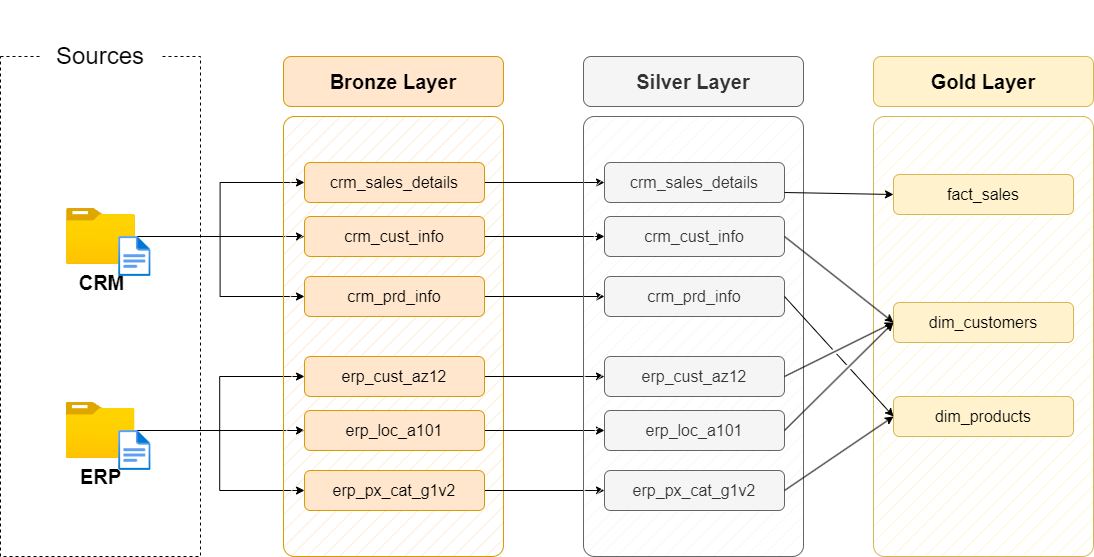 Sources
Bronze Layer
Silver Layer
Gold Layer
CRM
ERP
crm_sales_details
crm_cust_info
crm_prd_info
erp_cust_az12
erp_loc_a101
erp_px_cat_g1v2
crm_sales_details
crm_cust_info
crm_prd_info
erp_cust_az12
erp_loc_a101
erp_px_cat_g1v2
fact_sales
dim_customers
dim_products